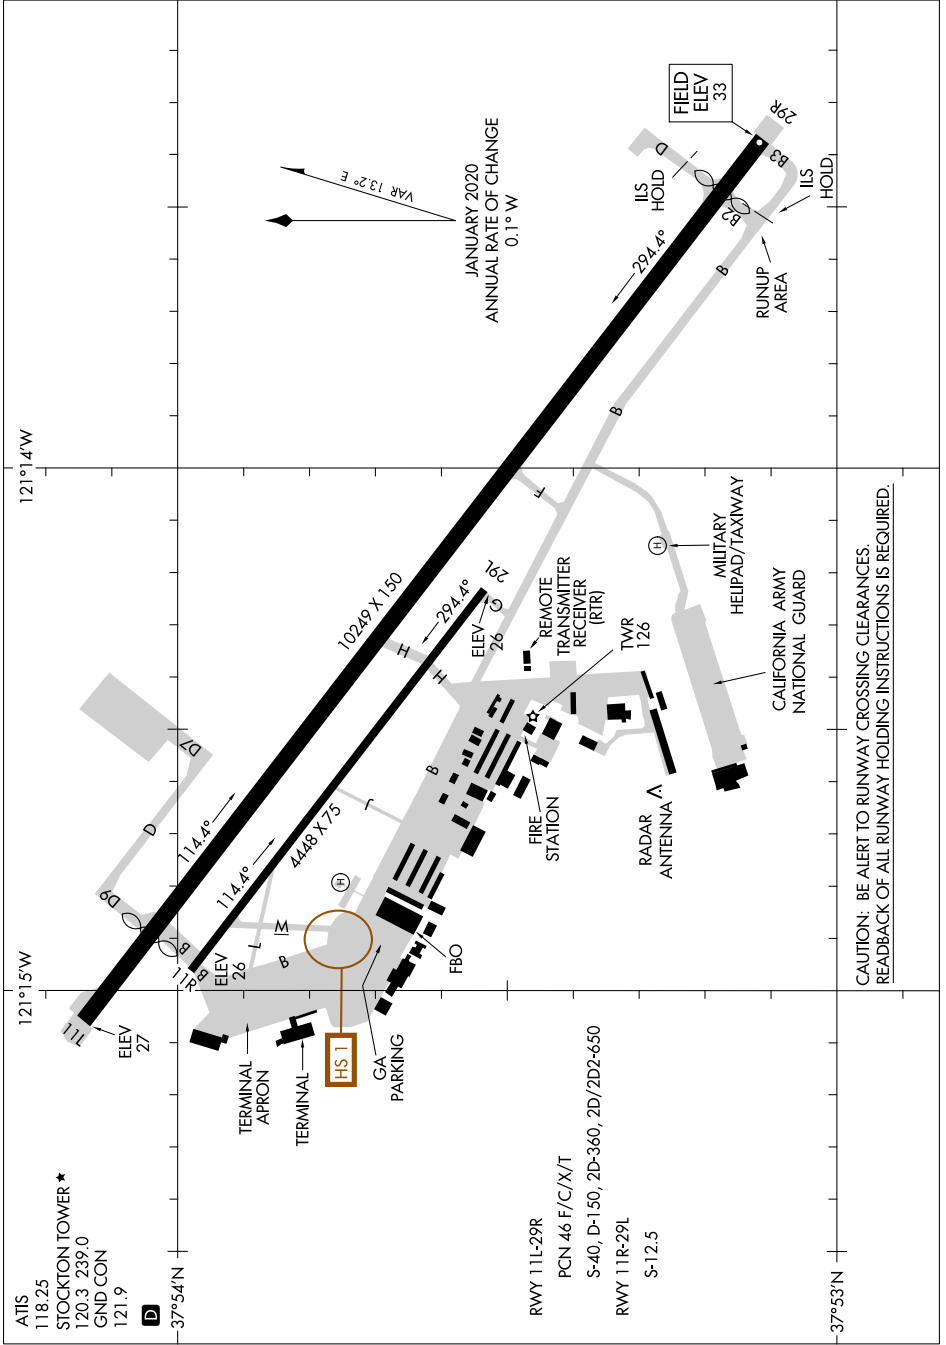 ATIS
118.25
STOCKTON TOWER ★
120.3 239.0
GND CON
121.9
D
37°54'N
37°53'N
121°15'W
121°14'W
JANUARY 2020
ANNUAL RATE OF CHANGE
0.1° W
VAR 13.2° E
FIELD
ELEV
33
29R
B3
D
ILS
HOLD
ILS
HOLD
B2
B
RUNUP
AREA
294.4°
B
F
10249 X 150
294.4°
29L
G
ELEV
26
H
H
REMOTE
TRANSMITTER
RECEIVER
(RTR)
TWR
126
H
MILITARY
HELIPAD/TAXIWAY
CALIFORNIA ARMY
NATIONAL GUARD
D7
D
114.4°
D9
4448 X 75
114.4°
J
B
H
FIRE
STATION
RADAR
ANTENNA
B
B
11R
ELEV
26
L
M
B
FBO
11L
ELEV
27
TERMINAL
APRON
TERMINAL
HS 1
GA
PARKING
RWY 11L-29R
PCN 46 F/C/X/T
S-40, D-150, 2D-360, 2D/2D2-650
RWY 11R-29L
S-12.5
CAUTION: BE ALERT TO RUNWAY CROSSING CLEARANCES.
READBACK OF ALL RUNWAY HOLDING INSTRUCTIONS IS REQUIRED.